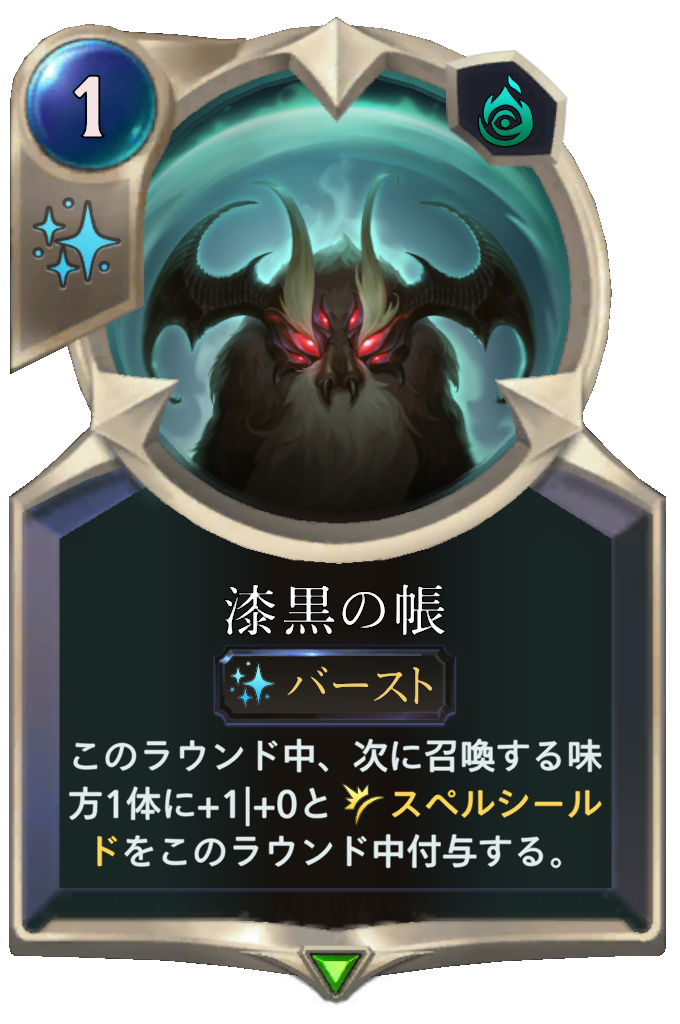 1
漆黒の帳
バースト
このラウンド中、次に召喚する味
方1体に+1|+0と スペルシール
ドをこのラウンド中付与する。